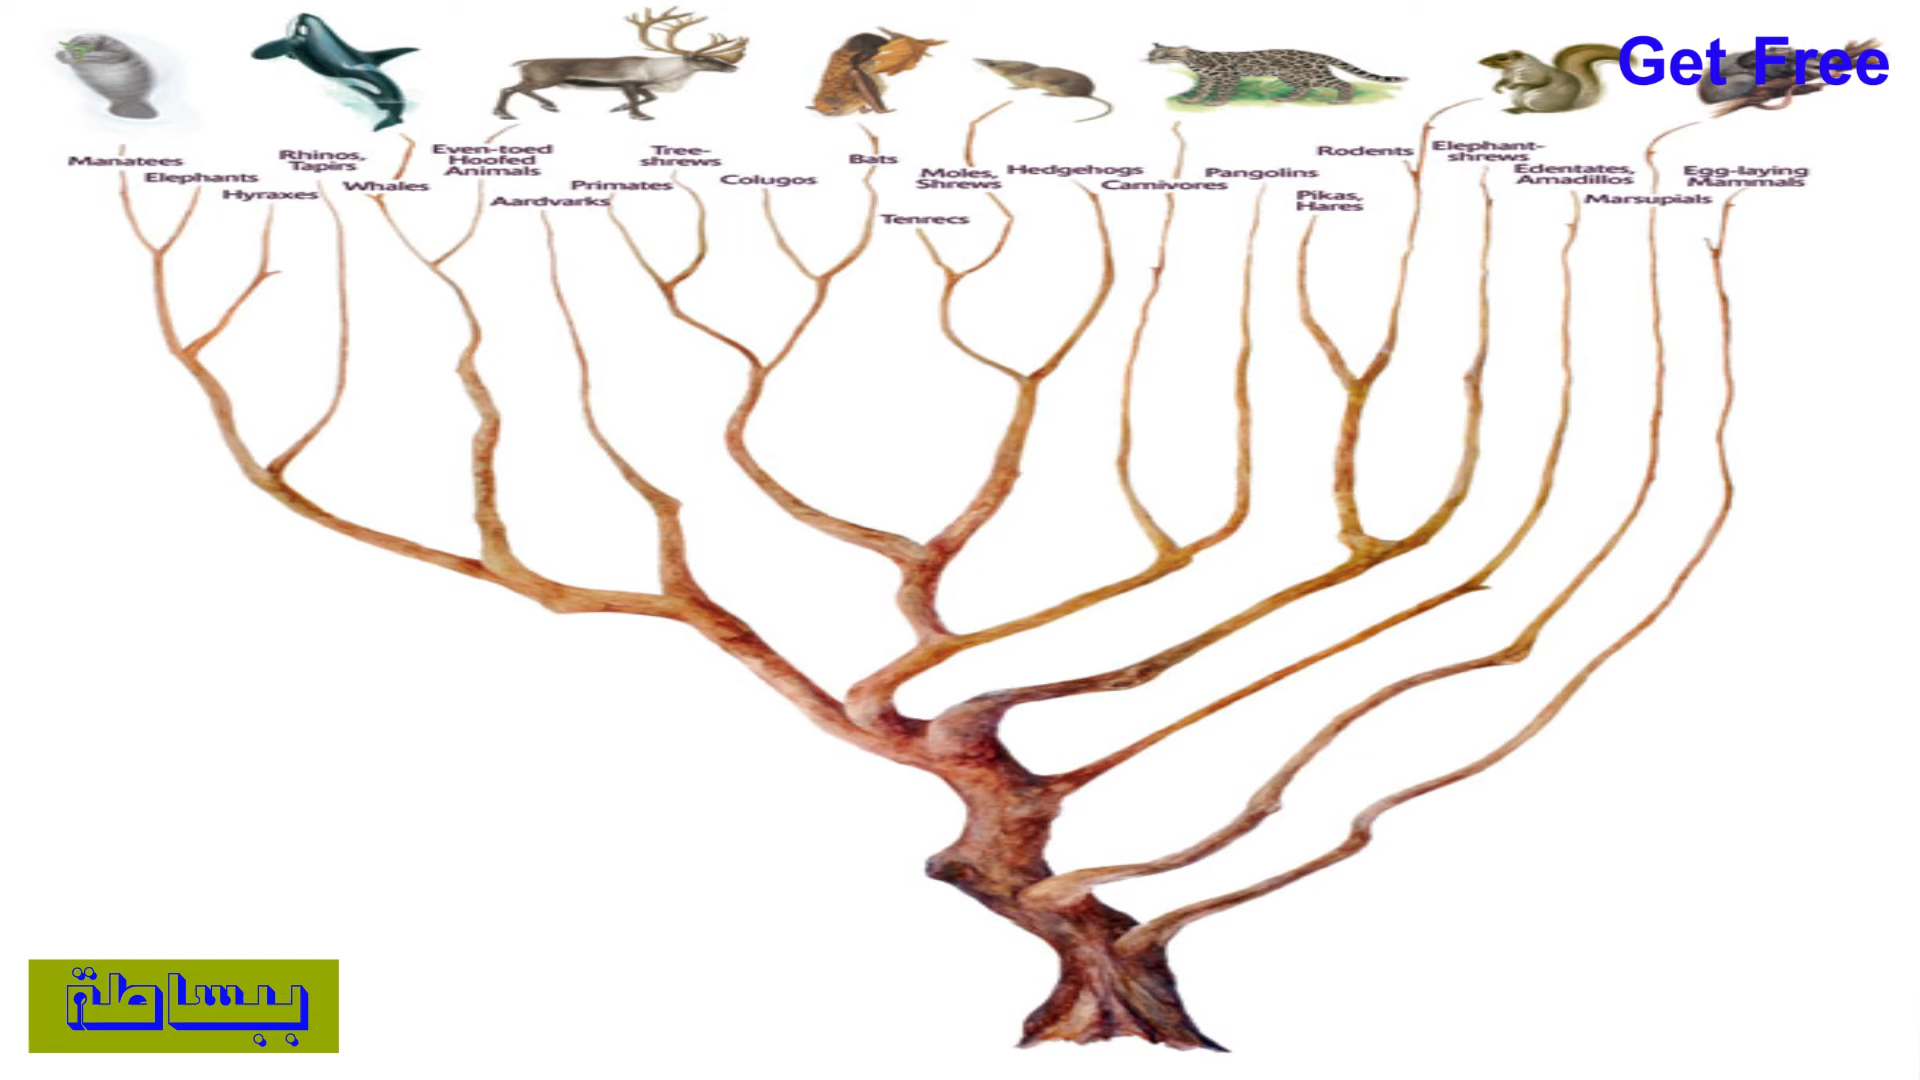 Get Free
Manatees
Elephants
Hyraxes
Rhinos,
Tapirs
Whales
Even-toed
Hoofed
Animals
Aardvarks
Primates
Tree-
shrews
Colugos
Bats
Tenrecs
Moles,
Shrews
Hedgehogs
Carnivores
Pangolins
Pikas,
Hares
Rodents
Elephant-
shrews
Edentates,
Amadillos
Marsupials
Egg-laying
Mammals
ببساطة